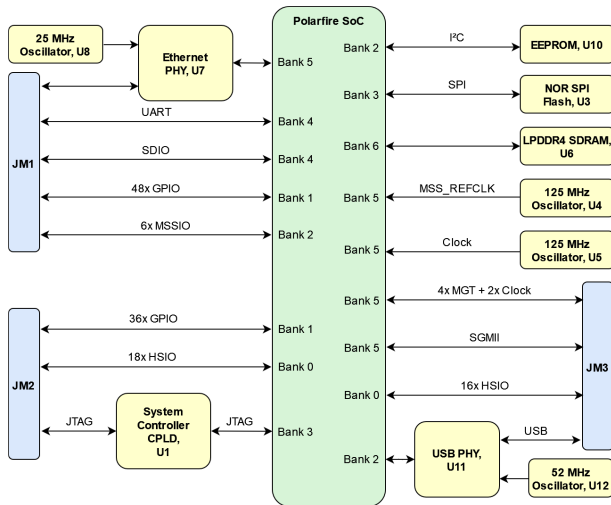 Polarfire SoC
25 MHz
Oscillator, U8
Ethernet
PHY, U7
Bank 5
JM1
UART
Bank 4
SDIO
Bank 4
48x GPIO
Bank 1
6x MSSIO
Bank 2
JM2
36x GPIO
Bank 1
18x HSIO
Bank 0
JTAG
System
Controller
CPLD,
U1
JTAG
Bank 3
Bank 2
I²C
EEPROM, U10
Bank 3
SPI
NOR SPI
Flash, U3
Bank 6
LPDDR4 SDRAM,
U6
Bank 5
MSS_REFCLK
125 MHz
Oscillator, U4
Bank 5
Clock
125 MHz
Oscillator, U5
Bank 5
4x MGT + 2x Clock
Bank 5
SGMII
JM3
Bank 0
16x HSIO
Bank 2
USB PHY,
U11
USB
52 MHz
Oscillator, U12